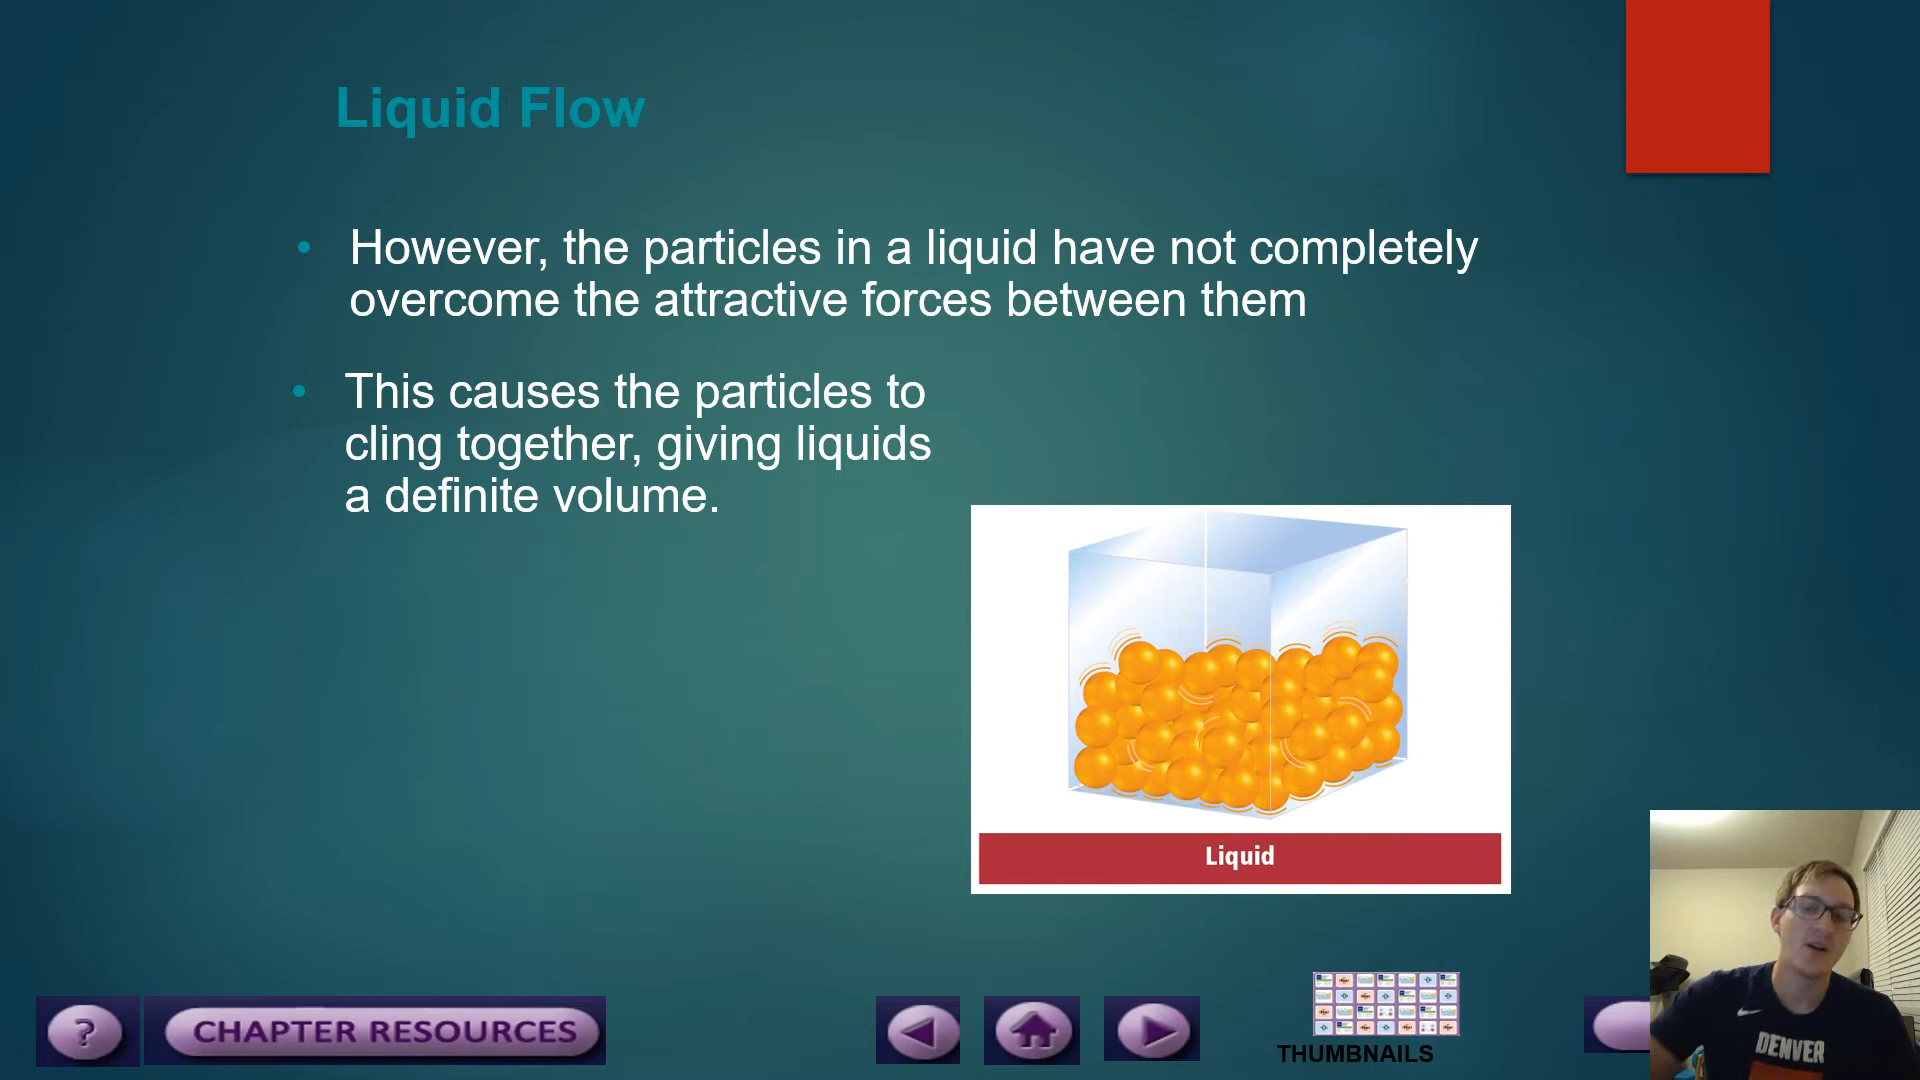 Liquid Flow
• However, the particles in a liquid have not completely
overcome the attractive forces between them
• This causes the particles to
cling together, giving liquids
a definite volume.
Liquid
?
CHAPTER RESOURCES
THUMBNAILS
DENVER